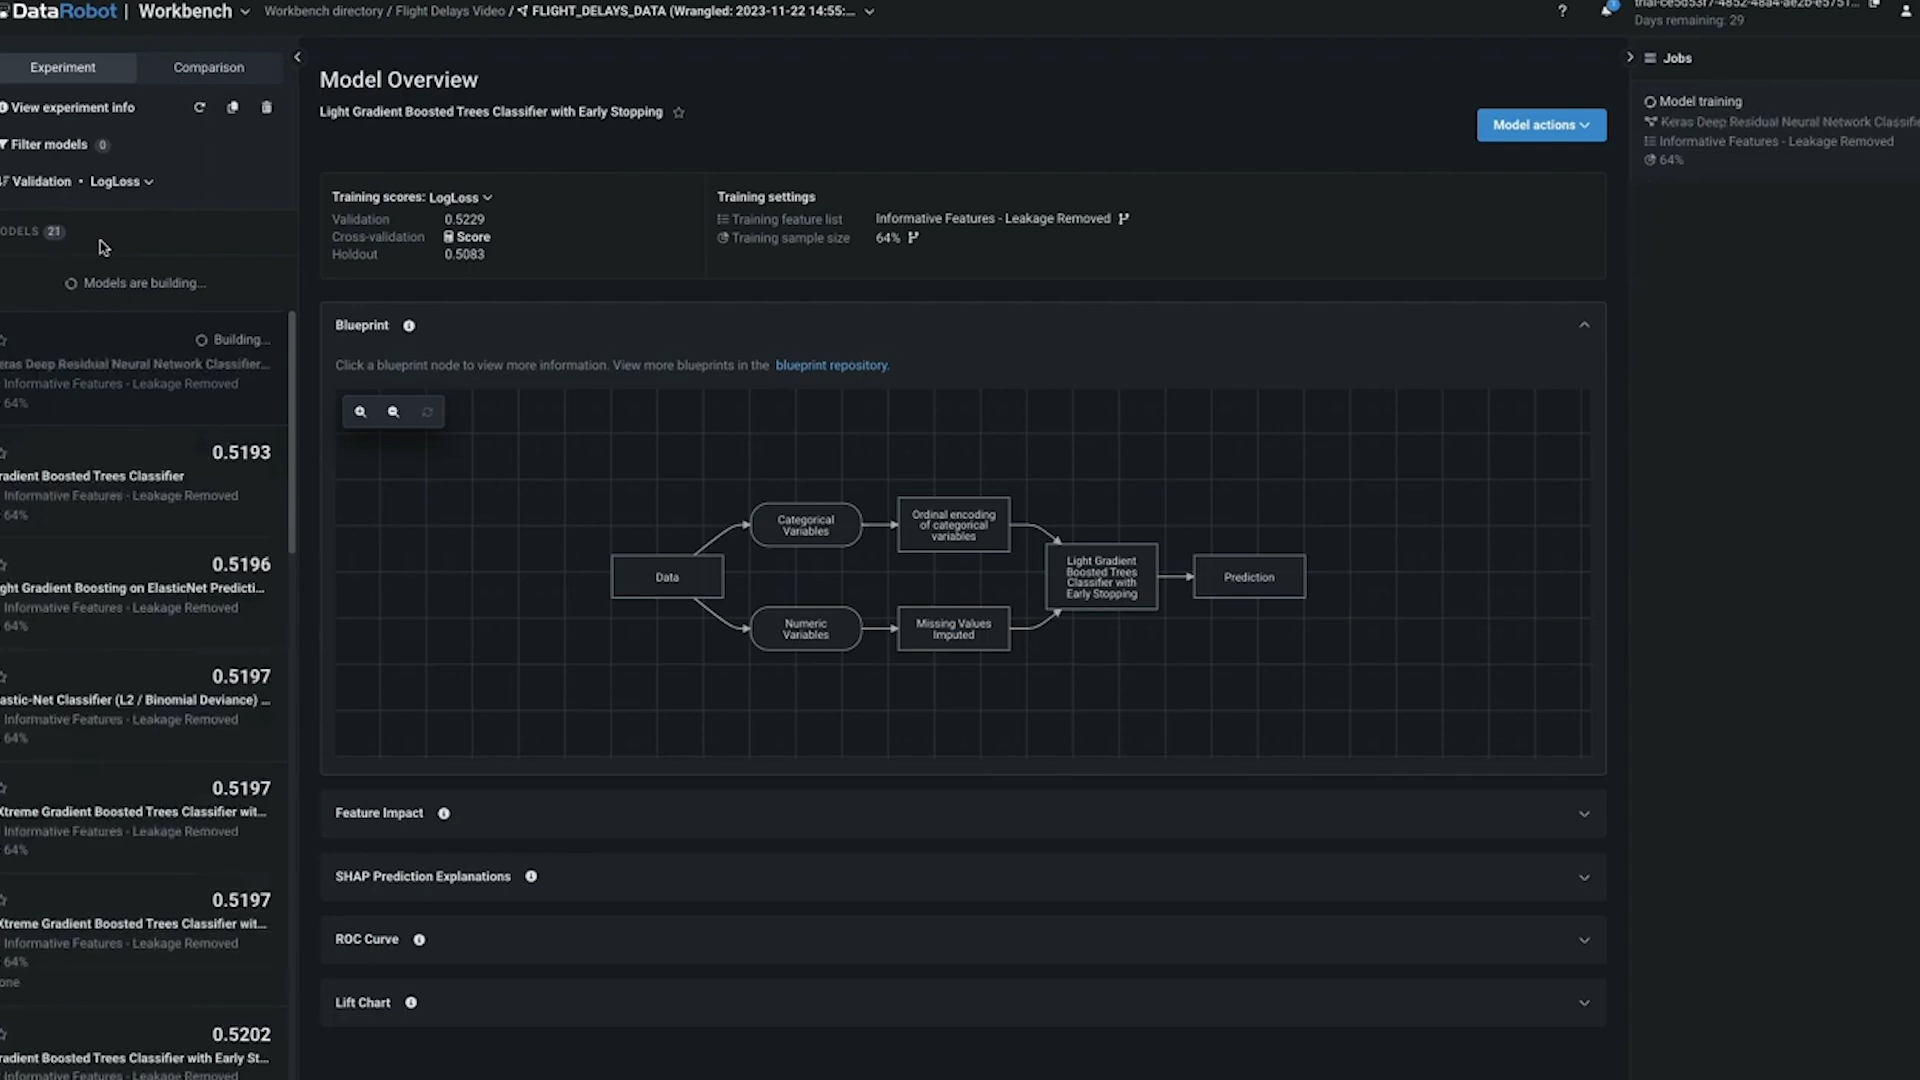 DataRobot | Workbench
Workbench directory / Flight Delays Video / FLIGHT_DELAYS_DATA (Wrangled: 2023-11-22 14:55:...
Days remaining: 29
Experiment
Comparison
View experiment info
Filter models 0
Validation • LogLoss
ODELS 21
Models are building...
Building...
eras Deep Residual Neural Network Classifier...
Informative Features - Leakage Removed
64%
0.5193
radient Boosted Trees Classifier
Informative Features - Leakage Removed
64%
0.5196
ght Gradient Boosting on ElasticNet Predicti...
Informative Features - Leakage Removed
64%
0.5197
astic-Net Classifier (L2 / Binomial Deviance) ...
Informative Features - Leakage Removed
64%
0.5197
Xtreme Gradient Boosted Trees Classifier wit...
Informative Features - Leakage Removed
64%
0.5197
Xtreme Gradient Boosted Trees Classifier wit...
Informative Features - Leakage Removed
64%
one
0.5202
radient Boosted Trees Classifier with Early St...
Informative Features - Leakage Removed
Model Overview
Light Gradient Boosted Trees Classifier with Early Stopping
Model actions
Training scores: LogLoss
Validation 0.5229
Cross-validation Score
Holdout 0.5083
Training settings
Training feature list Informative Features - Leakage Removed
Training sample size 64%
Blueprint
Click a blueprint node to view more information. View more blueprints in the blueprint repository.
Data
Categorical
Variables
Ordinal encoding
of categorical
variables
Numeric
Variables
Missing Values
Imputed
Light Gradient
Boosted Trees
Classifier with
Early Stopping
Prediction
Feature Impact
SHAP Prediction Explanations
ROC Curve
Lift Chart
Jobs
Model training
Keras Deep Residual Neural Network Classifie
Informative Features - Leakage Removed
64%